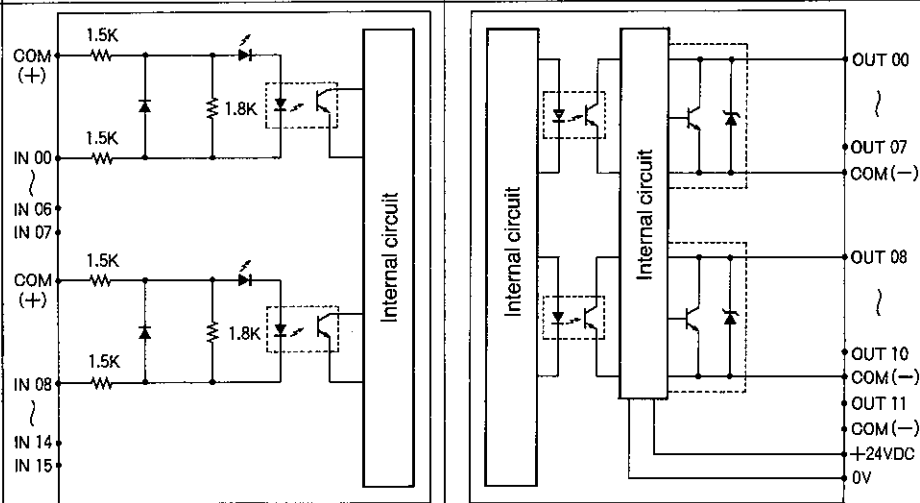 1.5K
COM
(+)
1.8K
1.5K
IN 00
IN 06
IN 07
1.5K
COM
(+)
1.8K
1.5K
IN 08
IN 14
IN 15
Internal circuit
Internal circuit
Internal circuit
OUT 00
OUT 07
COM(—)
OUT 08
OUT 10
COM(—)
OUT 11
COM(—)
+24VDC
0V